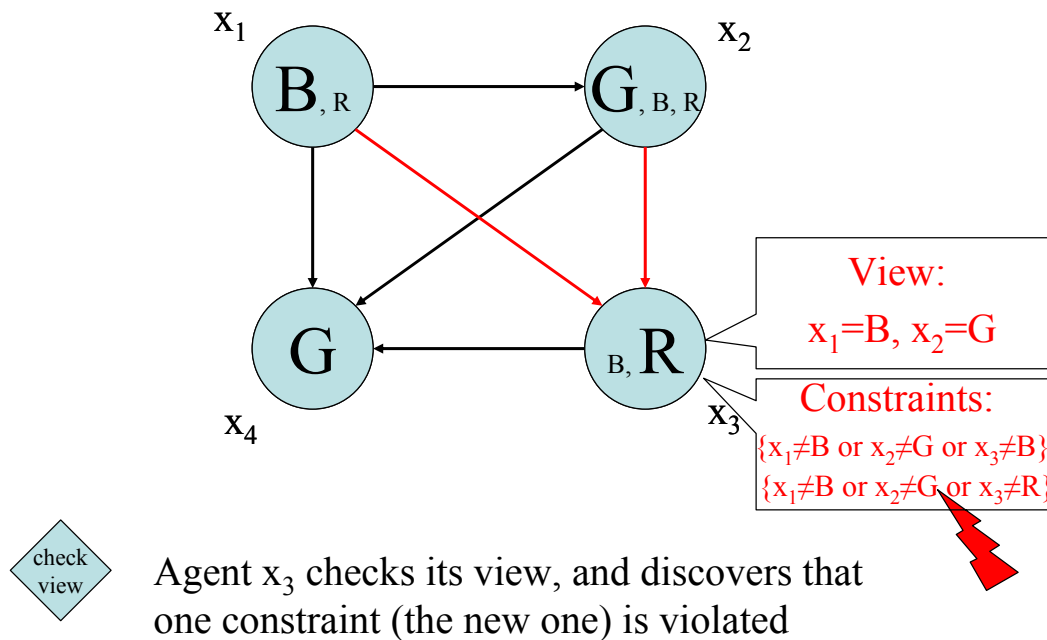 x₁
x₂
B, R
G, B, R
View:
x₁=B, x₂=G
G
B, R
x₄
x₃
Constraints:
{x₁≠B or x₂≠G or x₃≠B}
{x₁≠B or x₂≠G or x₃≠R}
check
view
Agent x₃ checks its view, and discovers that
one constraint (the new one) is violated